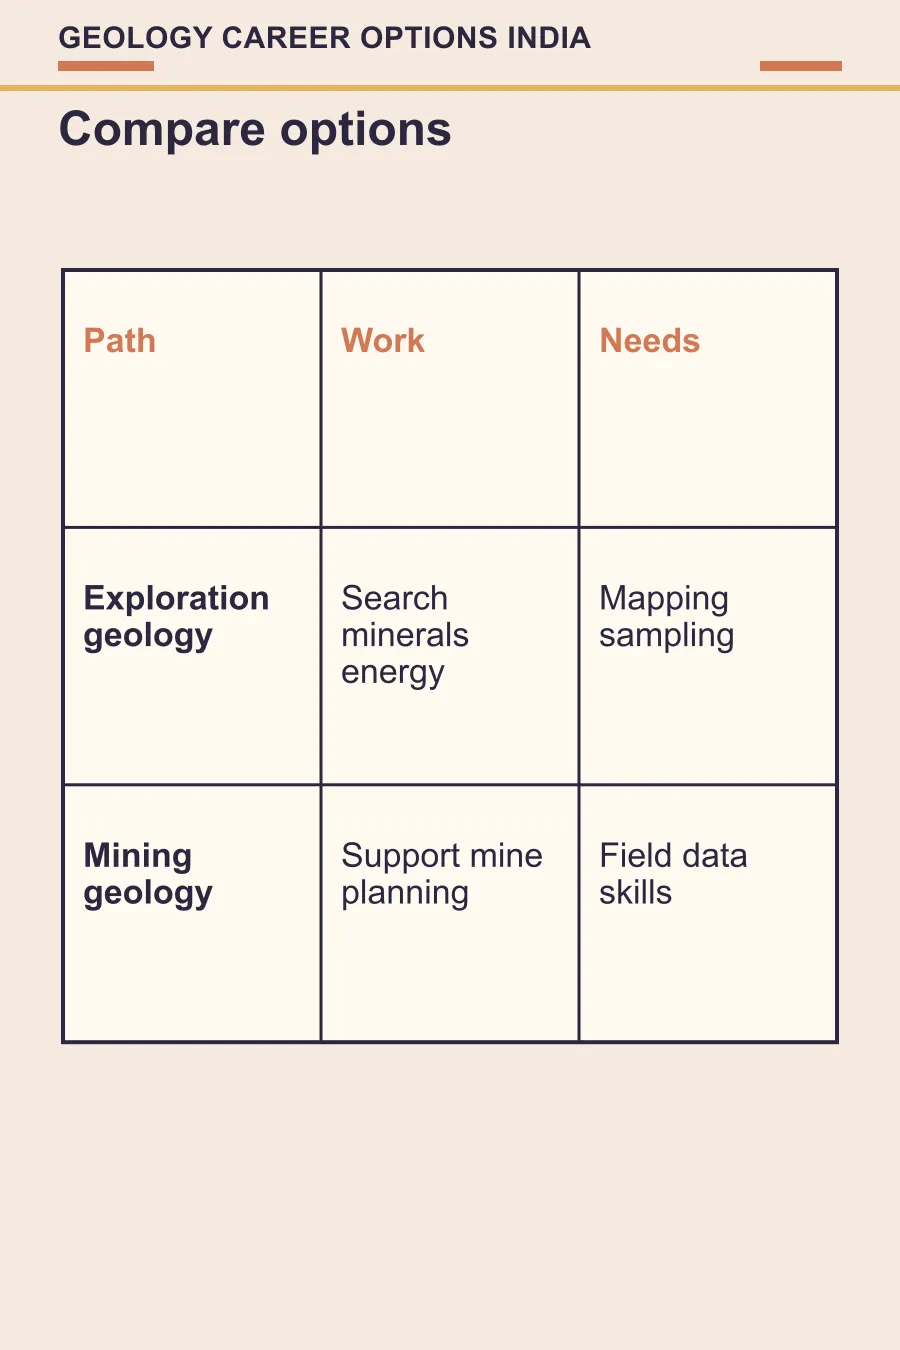 GEOLOGY CAREER OPTIONS INDIA
Compare options
Path
Work
Needs
Exploration
geology
Search
minerals
energy
Mapping
sampling
Mining
geology
Support mine
planning
Field data
skills